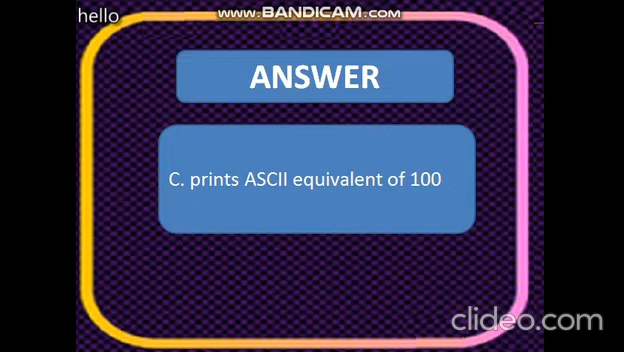 hello
www.BANDICAM.com
ANSWER
C. prints ASCII equivalent of 100
clideo.com